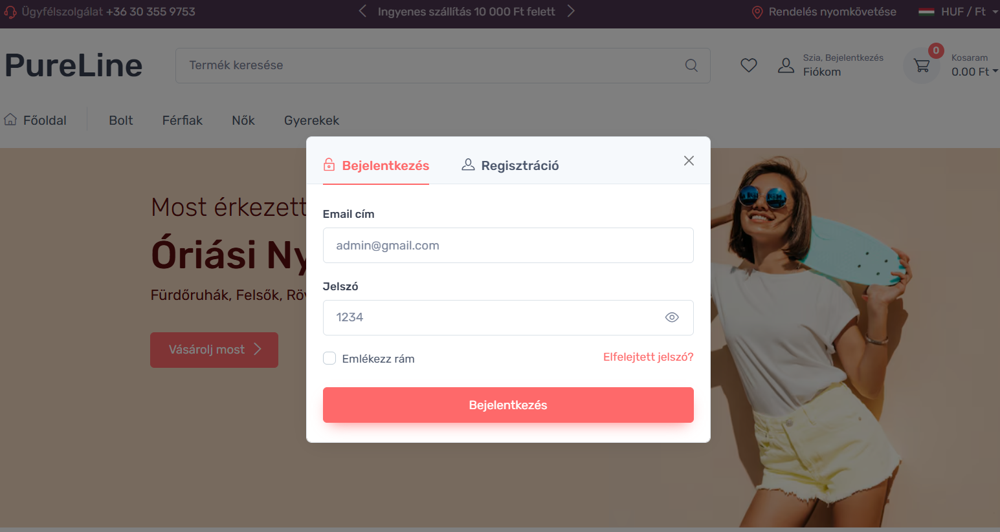 Ügyfélszolgálat +36 30 355 9753
Ingyenes szállítás 10 000 Ft felett
Rendelés nyomkövetése
HUF / Ft
PureLine
Termék keresése
Szia, Bejelentkezés
Fiókom
0
Kosaram
0.00 Ft
Főoldal
Bolt
Férfiak
Nők
Gyerekek
Most érkezett
Óriási Ny
Fürdőruhák, Felsők, Röv
Vásárolj most
Bejelentkezés
Regisztráció
Email cím
admin@gmail.com
Jelszó
1234
Emlékezz rám
Elfelejtett jelszó?
Bejelentkezés